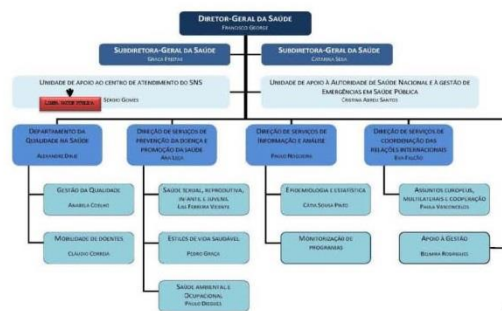 DIRETOR-GERAL DA SAÚDE
FRANCISCO GEORGE
SUBDIRETORA-GERAL DA SAÚDE
GRAÇA FREITAS
SUBDIRETORA-GERAL DA SAÚDE
CATARINA SENA
UNIDADE DE APOIO AO CENTRO DE ATENDIMENTO DO SNS
SÉRGIO GOMES
UNIDADE DE APOIO À AUTORIDADE DE SAÚDE NACIONAL E À GESTÃO DE
EMERGÊNCIAS EM SAÚDE PÚBLICA
CRISTINA ABREU SANTOS
DEPARTAMENTO DA
QUALIDADE NA SAÚDE
ALEXANDRE DINIZ
DIREÇÃO DE SERVIÇOS DE
PREVENÇÃO DA DOENÇA E
PROMOÇÃO DA SAÚDE
DIREÇÃO DE SERVIÇOS DE
INFORMAÇÃO E ANÁLISE
PAULO NOGUEIRA
DIREÇÃO DE SERVIÇOS DE
COORDENAÇÃO DAS
RELAÇÕES INTERNACIONAIS
EVA FALCÃO
GESTÃO DA QUALIDADE
ANABELA COELHO
SAÚDE SEXUAL, REPRODUTIVA,
INFANTIL E JUVENIL
LISA FERREIRA VICENTE
EPIDEMIOLOGIA E ESTATÍSTICA
CÁTIA SOUSA PINTO
ASSUNTOS EUROPEUS,
MULTILATERAIS E COOPERAÇÃO
PAULA VASCONCELOS
MOBILIDADE DE DOENTES
CLÁUDIO CORREIA
ESTILOS DE VIDA SAUDÁVEL
PEDRO GRAÇA
MONITORIZAÇÃO DE
PROGRAMAS
APOIO À GESTÃO
BELMIRA RODRIGUES
SAÚDE AMBIENTAL E
OCUPACIONAL
PAULO DIEGUES